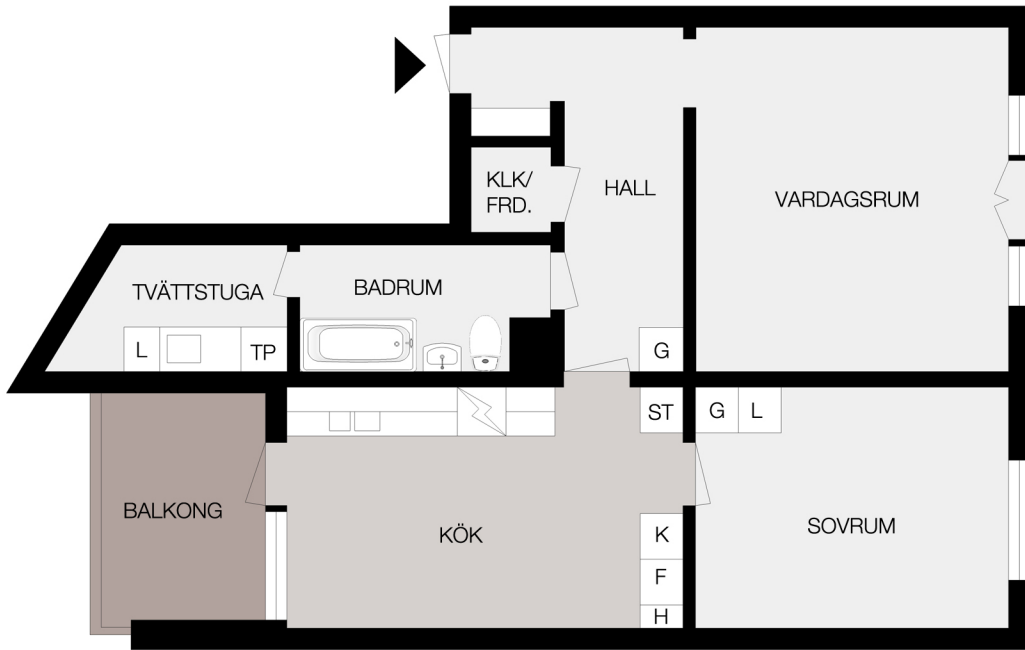 KLK/
FRD.
HALL
VARDAGSRUM
TVÄTTSTUGA
BADRUM
L
TP
G
ST
G
L
BALKONG
KÖK
SOVRUM
K
F
H